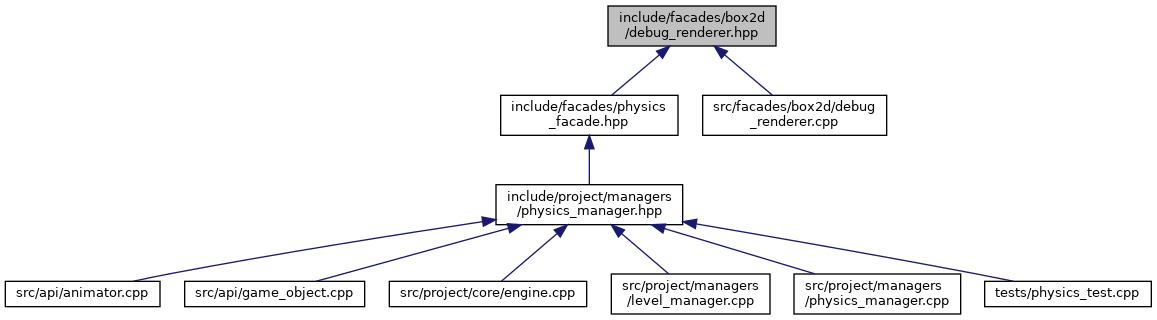 include/facades/box2d
/debug_renderer.hpp
include/facades/physics
_facade.hpp
src/facades/box2d/debug
_renderer.cpp
include/project/managers
/physics_manager.hpp
src/api/animator.cpp
src/api/game_object.cpp
src/project/core/engine.cpp
src/project/managers
/level_manager.cpp
src/project/managers
/physics_manager.cpp
tests/physics_test.cpp